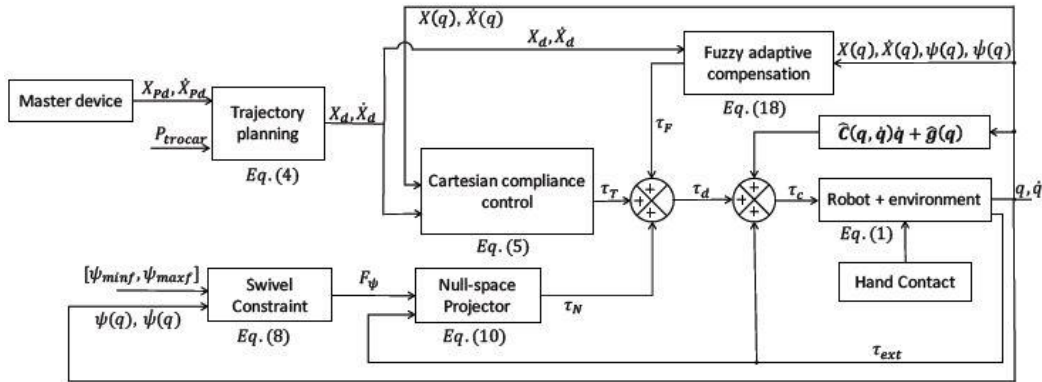 X(q), Ẋ(q)
X_d, Ẋ_d
Fuzzy adaptive
compensation
X(q), Ẋ(q), ψ(q), ψ̇(q)
Eq. (18)
Master device
X_Pd, Ẋ_Pd
P_trocar
Trajectory
planning
Eq. (4)
X_d, Ẋ_d
τ_F
Ĉ(q, q̇)q̇ + ĝ(q)
Cartesian compliance
control
Eq. (5)
τ_T
+
+
+
τ_d
+
+
+
τ_c
Robot + environment
Eq. (1)
q, q̇
Hand Contact
[ψ_minf, ψ_maxf]
ψ(q), ψ̇(q)
Swivel
Constraint
Eq. (8)
F_ψ
Null-space
Projector
Eq. (10)
τ_N
τ_ext